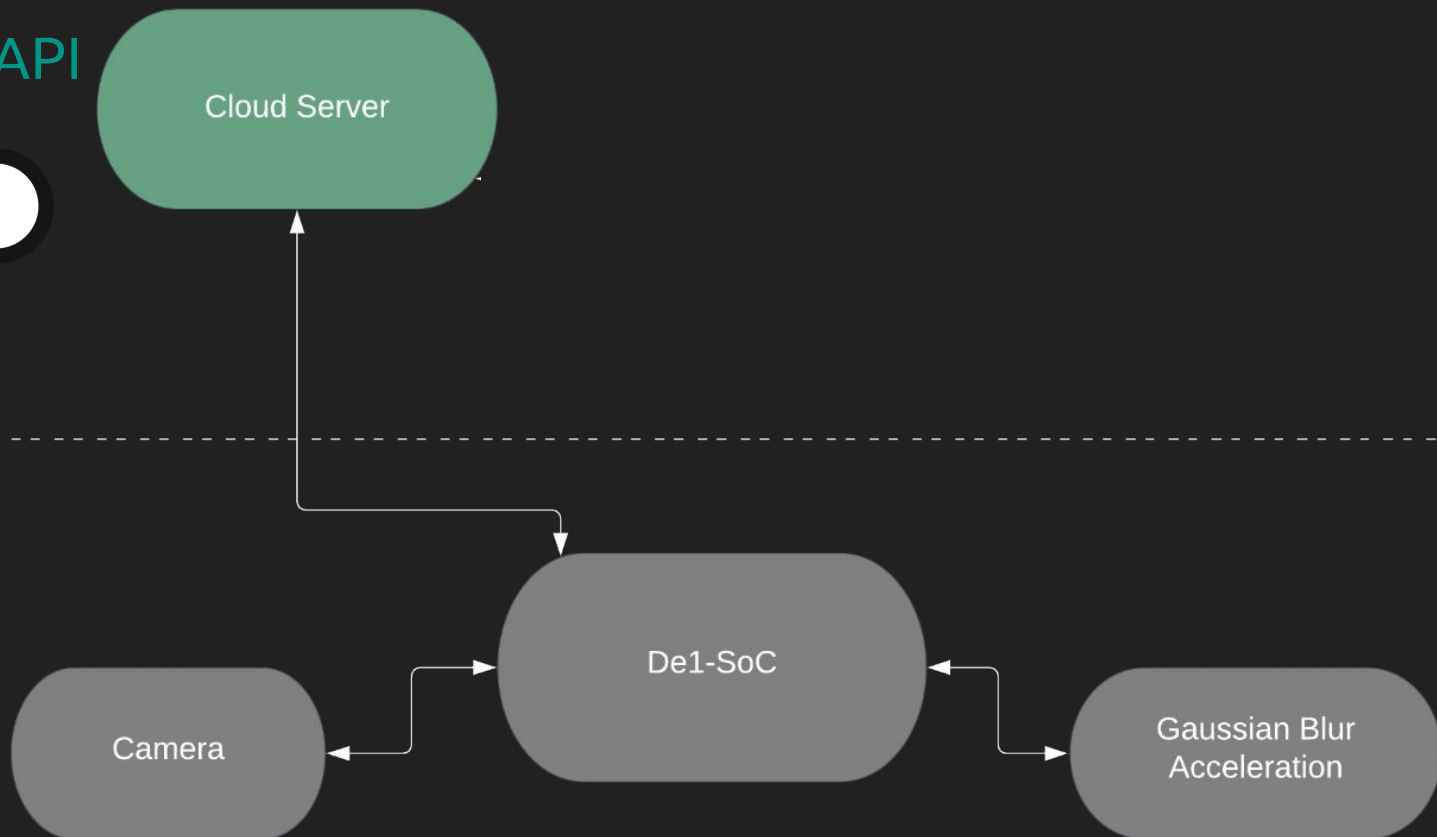 API
Cloud Server
De1-SoC
Camera
Gaussian Blur
Acceleration